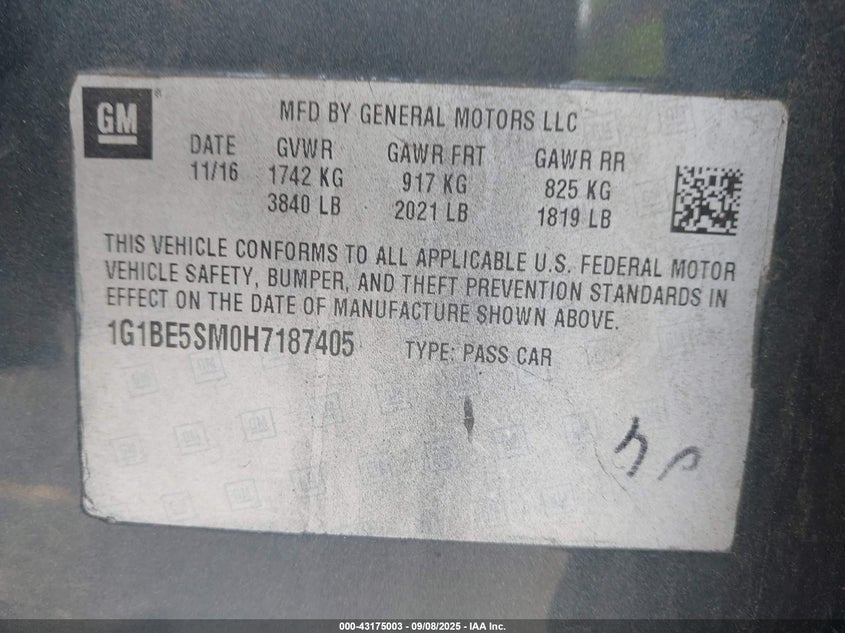 GM ®
MFD BY GENERAL MOTORS LLC
DATE GVWR GAWR FRT GAWR RR
11/16 1742 KG 917 KG 825 KG
3840 LB 2021 LB 1819 LB
THIS VEHICLE CONFORMS TO ALL APPLICABLE U.S. FEDERAL MOTOR
VEHICLE SAFETY, BUMPER, AND THEFT PREVENTION STANDARDS IN
EFFECT ON THE DATE OF MANUFACTURE SHOWN ABOVE.
1G1BE5SM0H7187405 TYPE: PASS CAR
000-43175003 - 09/08/2025 - IAA Inc.